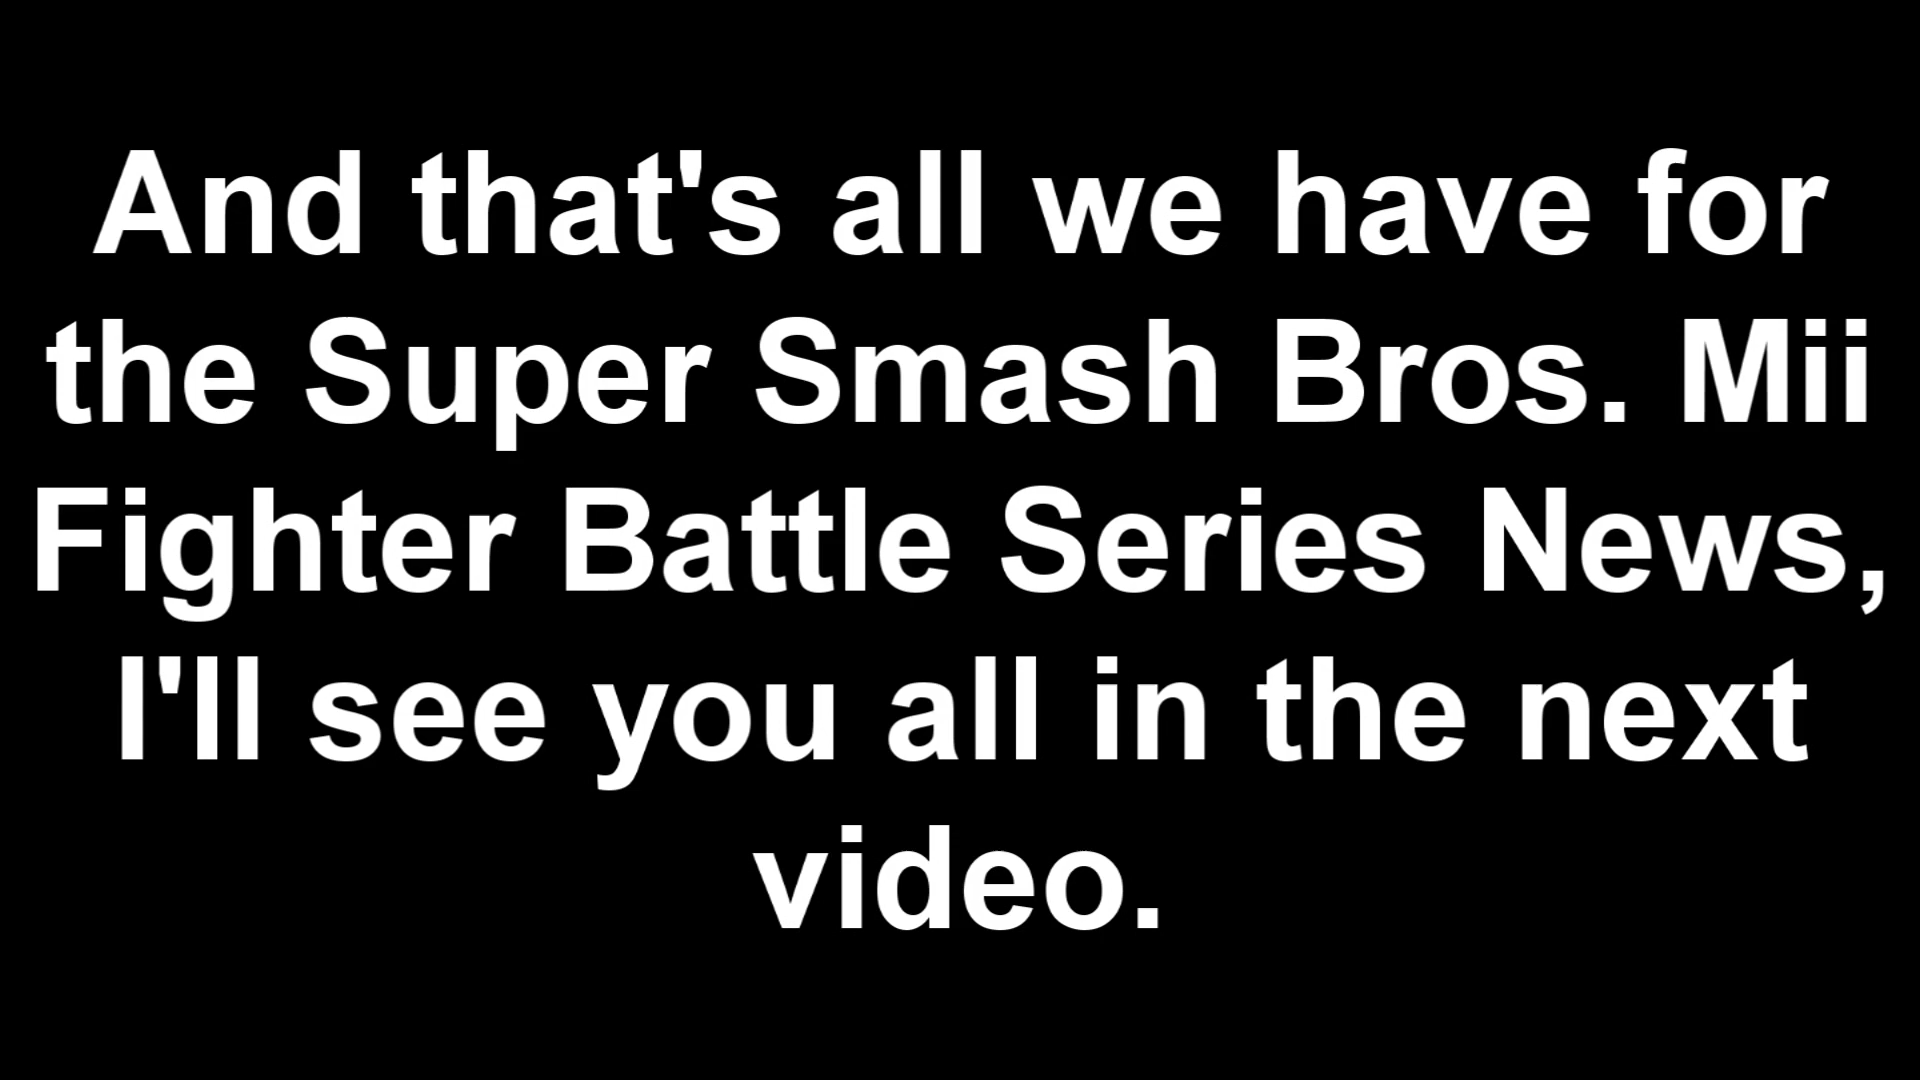 And that's all we have for
the Super Smash Bros. Mii
Fighter Battle Series News,
I'll see you all in the next
video.